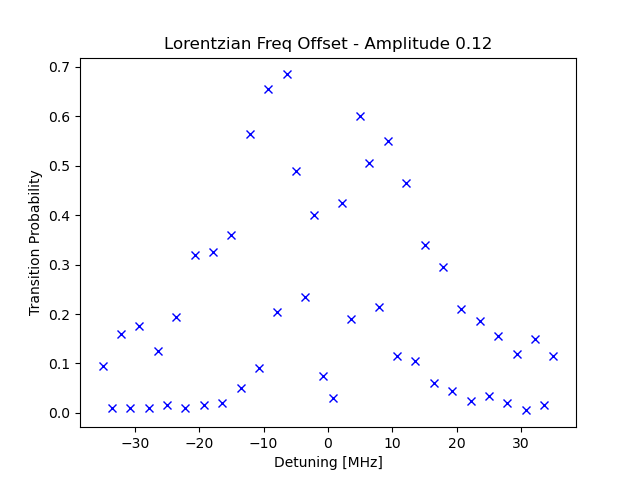 Lorentzian Freq Offset - Amplitude 0.12
0.7
0.6
0.5
0.4
0.3
0.2
0.1
0.0
Transition Probability
−30 −20 −10 0 10 20 30
Detuning [MHz]